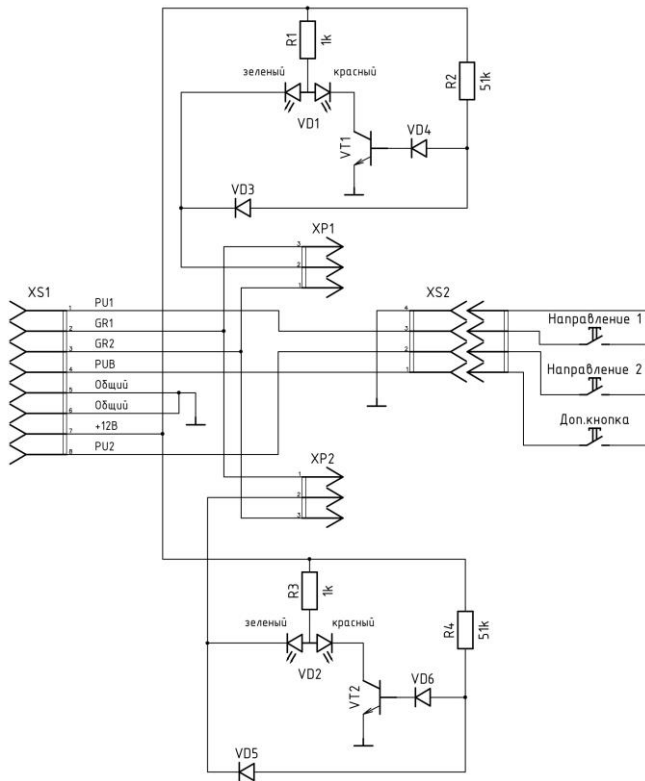 R1
1k
зеленый
красный
VD1
R2
51k
VT1
VD4
VD3
XP1
3
2
1
XS1
1 PU1
2 GR1
3 GR2
4 PUB
5 Общий
6 Общий
7 +12В
8 PU2
XS2
4
3
2
1
Направление 1
Направление 2
Доп.кнопка
XP2
1
2
3
R3
1k
зеленый
красный
VD2
R4
51k
VT2
VD6
VD5